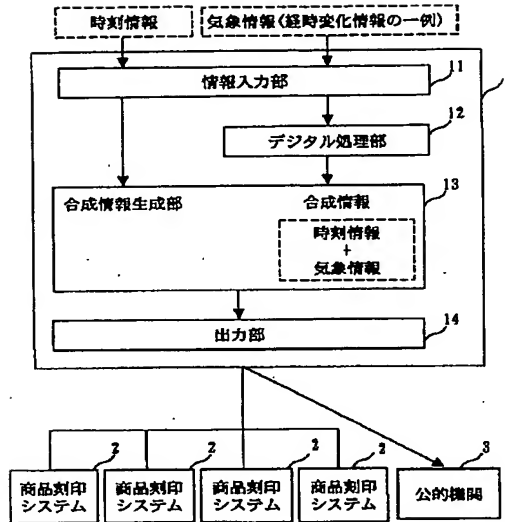 時刻情報
気象情報(経時変化情報の一例)
11
情報入力部
12
デジタル処理部
13
合成情報生成部
合成情報
時刻情報
+
気象情報
14
出力部
2
2
2
2
3
商品刻印
システム
商品刻印
システム
商品刻印
システム
商品刻印
システム
公的機関